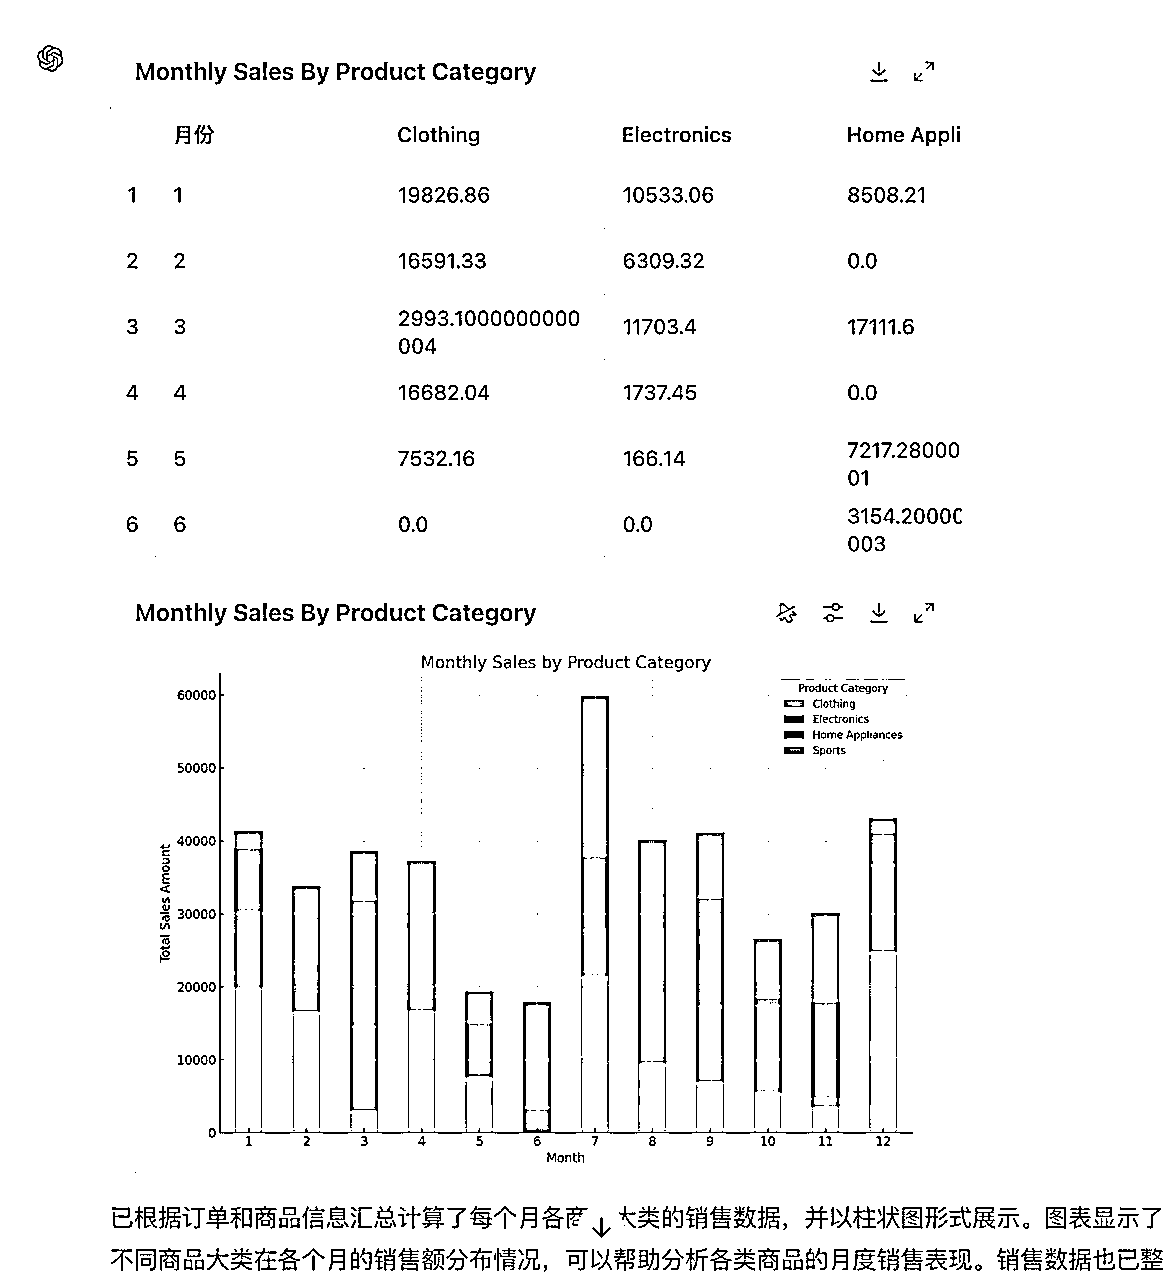 Monthly Sales By Product Category
月份 Clothing Electronics Home Appli
1 1 19826.86 10533.06 8508.21
2 2 16591.33 6309.32 0.0
3 3 2993.1000000000 11703.4 17111.6
004
4 4 16682.04 1737.45 0.0
5 5 7532.16 166.14 7217.28000
01
6 6 0.0 0.0 3154.2000
003
Monthly Sales By Product Category
Monthly Sales by Product Category
Product Category
Clothing
Electronics
Home Appliances
Sports
Total Sales Amount
60000
50000
40000
30000
20000
10000
0
1 2 3 4 5 6 7 8 9 10 11 12
Month
已根据订单和商品信息汇总计算了每个月各商 大类的销售数据，并以柱状图形式展示。图表显示了
不同商品大类在各个月的销售额分布情况，可以帮助分析各类商品的月度销售表现。销售数据也已整